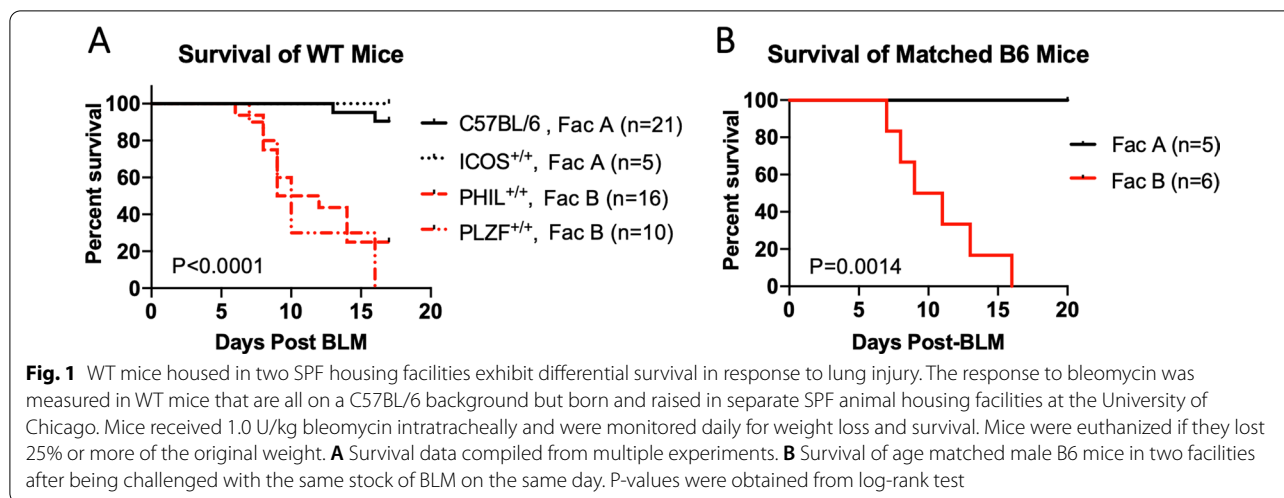 A
Survival of WT Mice
Percent survival
100
80
60
40
20
0
P<0.0001
0 5 10 15 20
Days Post BLM
C57BL/6 , Fac A (n=21)
ICOS+/+, Fac A (n=5)
PHIL+/+, Fac B (n=16)
PLZF+/+, Fac B (n=10)
B
Survival of Matched B6 Mice
Percent survival
100
80
60
40
20
0
P=0.0014
0 5 10 15 20
Days Post-BLM
Fac A (n=5)
Fac B (n=6)
Fig. 1 WT mice housed in two SPF housing facilities exhibit differential survival in response to lung injury. The response to bleomycin was
measured in WT mice that are all on a C57BL/6 background but born and raised in separate SPF animal housing facilities at the University of
Chicago. Mice received 1.0 U/kg bleomycin intratracheally and were monitored daily for weight loss and survival. Mice were euthanized if they lost
25% or more of the original weight. A Survival data compiled from multiple experiments. B Survival of age matched male B6 mice in two facilities
after being challenged with the same stock of BLM on the same day. P-values were obtained from log-rank test